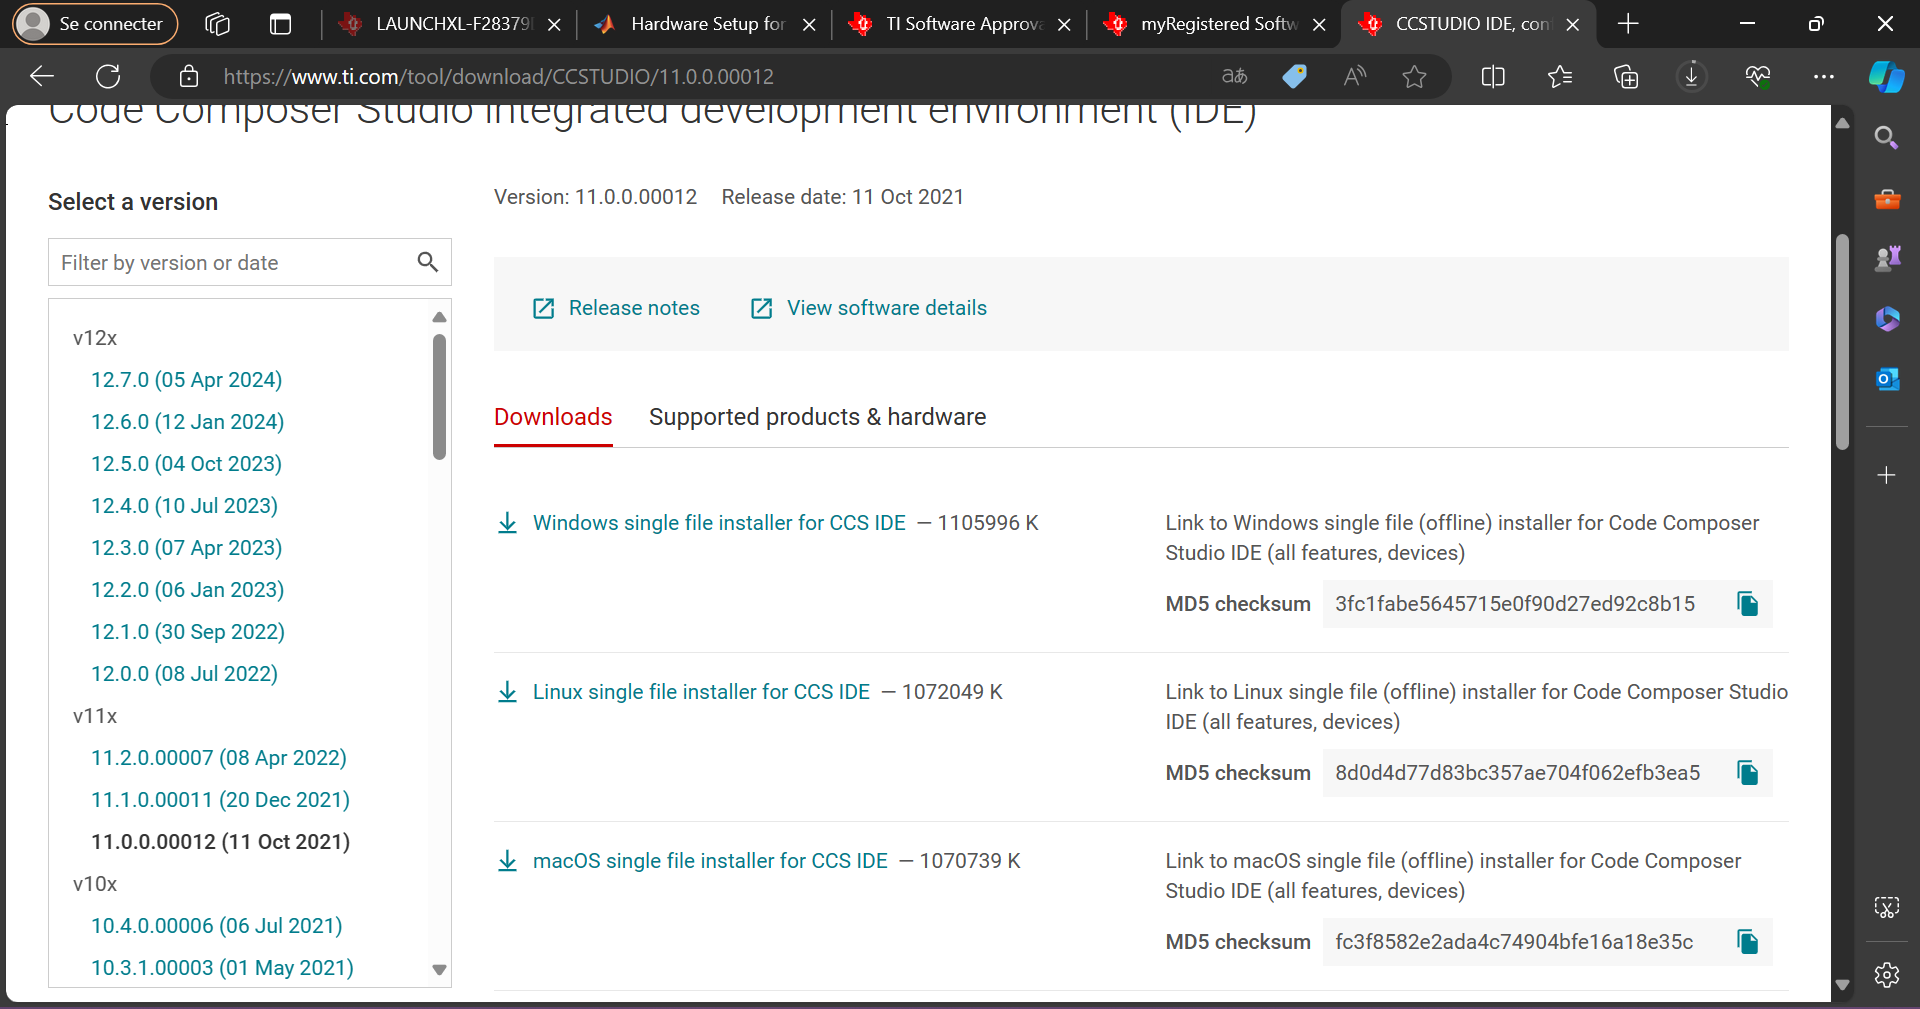 Se connecter
LAUNCHXL-F28379
Hardware Setup for
TI Software Approva
myRegistered Softw
CCSTUDIO IDE, con
https://www.ti.com/tool/download/CCSTUDIO/11.0.0.00012
Code Composer Studio integrated development environment (IDE)
Select a version
Filter by version or date
v12x
12.7.0 (05 Apr 2024)
12.6.0 (12 Jan 2024)
12.5.0 (04 Oct 2023)
12.4.0 (10 Jul 2023)
12.3.0 (07 Apr 2023)
12.2.0 (06 Jan 2023)
12.1.0 (30 Sep 2022)
12.0.0 (08 Jul 2022)
v11x
11.2.0.00007 (08 Apr 2022)
11.1.0.00011 (20 Dec 2021)
11.0.0.00012 (11 Oct 2021)
v10x
10.4.0.00006 (06 Jul 2021)
10.3.1.00003 (01 May 2021)
Version: 11.0.0.00012 Release date: 11 Oct 2021
Release notes
View software details
Downloads
Supported products & hardware
Windows single file installer for CCS IDE — 1105996 K
Link to Windows single file (offline) installer for Code Composer
Studio IDE (all features, devices)
MD5 checksum 3fc1fabe5645715e0f90d27ed92c8b15
Linux single file installer for CCS IDE — 1072049 K
Link to Linux single file (offline) installer for Code Composer Studio
IDE (all features, devices)
MD5 checksum 8d0d4d77d83bc357ae704f062efb3ea5
macOS single file installer for CCS IDE — 1070739 K
Link to macOS single file (offline) installer for Code Composer
Studio IDE (all features, devices)
MD5 checksum fc3f8582e2ada4c74904bfe16a18e35c